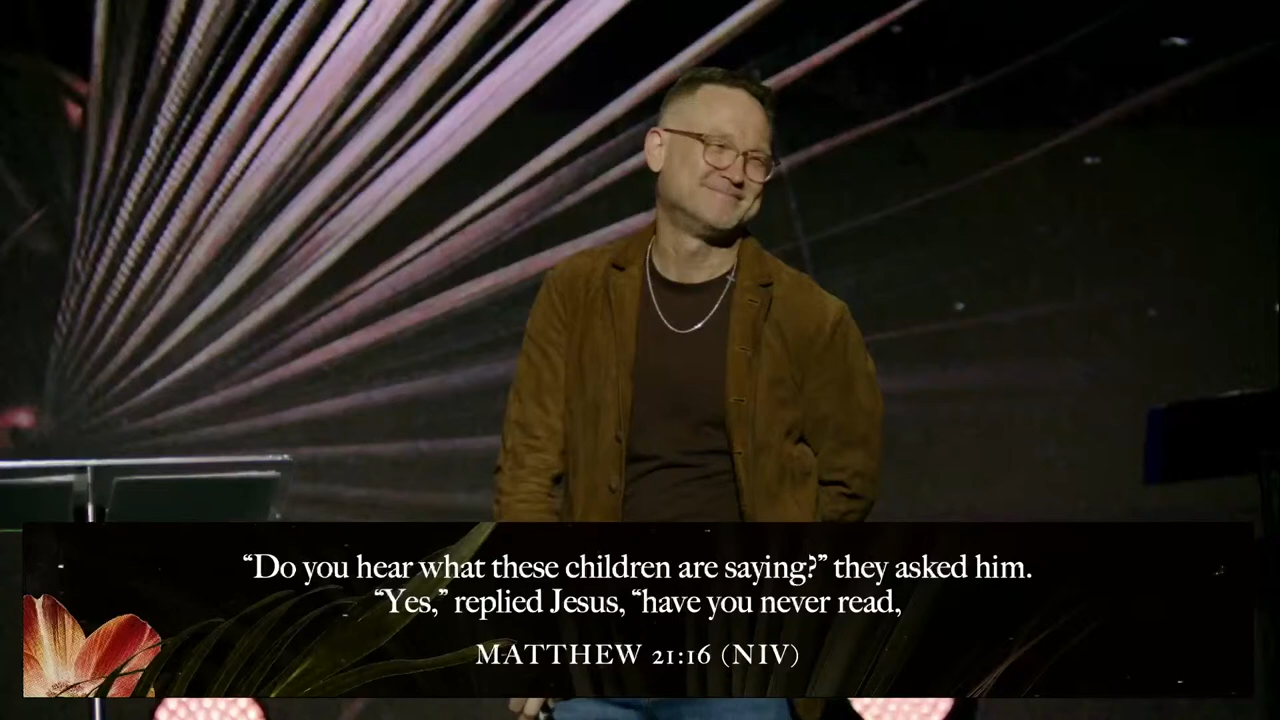 “Do you hear what these children are saying?” they asked him.
“Yes,” replied Jesus, “have you never read,
MATTHEW 21:16 (NIV)